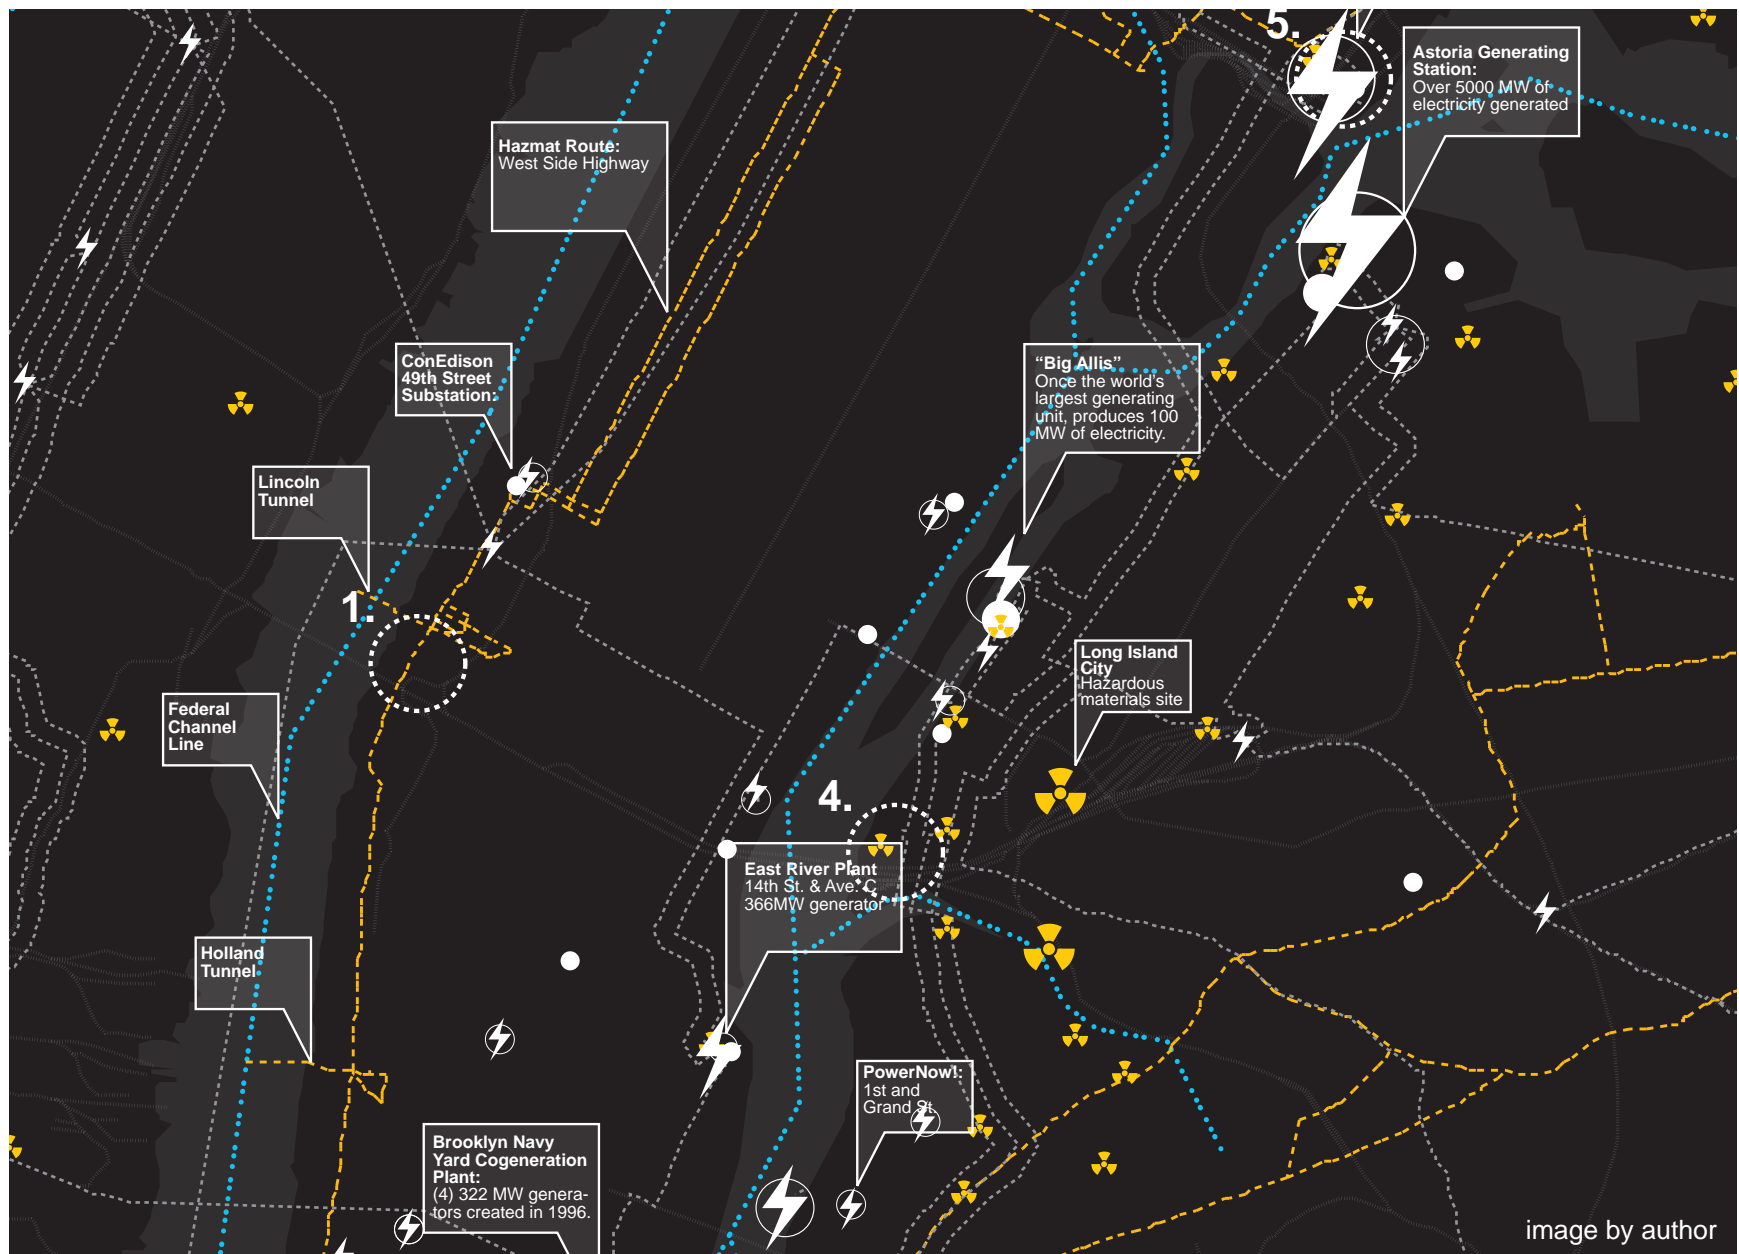 5.
Astoria Generating
Station:
Over 5000 MW of
electricity generated
Hazmat Route:
West Side Highway
ConEdison
49th Street
Substation:
“Big Allis”
Once the world’s
largest generating
unit, produces 100
MW of electricity.
Lincoln
Tunnel
1.
Long Island
City
Hazardous
materials site
Federal
Channel
Line
4.
East River Plant
14th St. & Ave. C
366MW generator
Holland
Tunnel
PowerNow!:
1st and
Grand St.
Brooklyn Navy
Yard Cogeneration
Plant:
(4) 322 MW genera-
tors created in 1996.
image by author